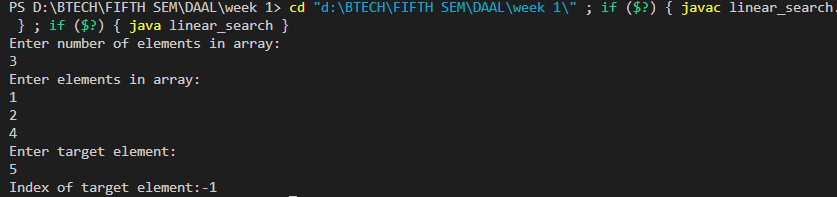 PS D:\BTECH\FIFTH SEM\DAAL\week 1> cd "d:\BTECH\FIFTH SEM\DAAL\week 1\" ; if ($?) { javac linear_search.
} ; if ($?) { java linear_search }
Enter number of elements in array:
3
Enter elements in array:
1
2
4
Enter target element:
5
Index of target element:-1